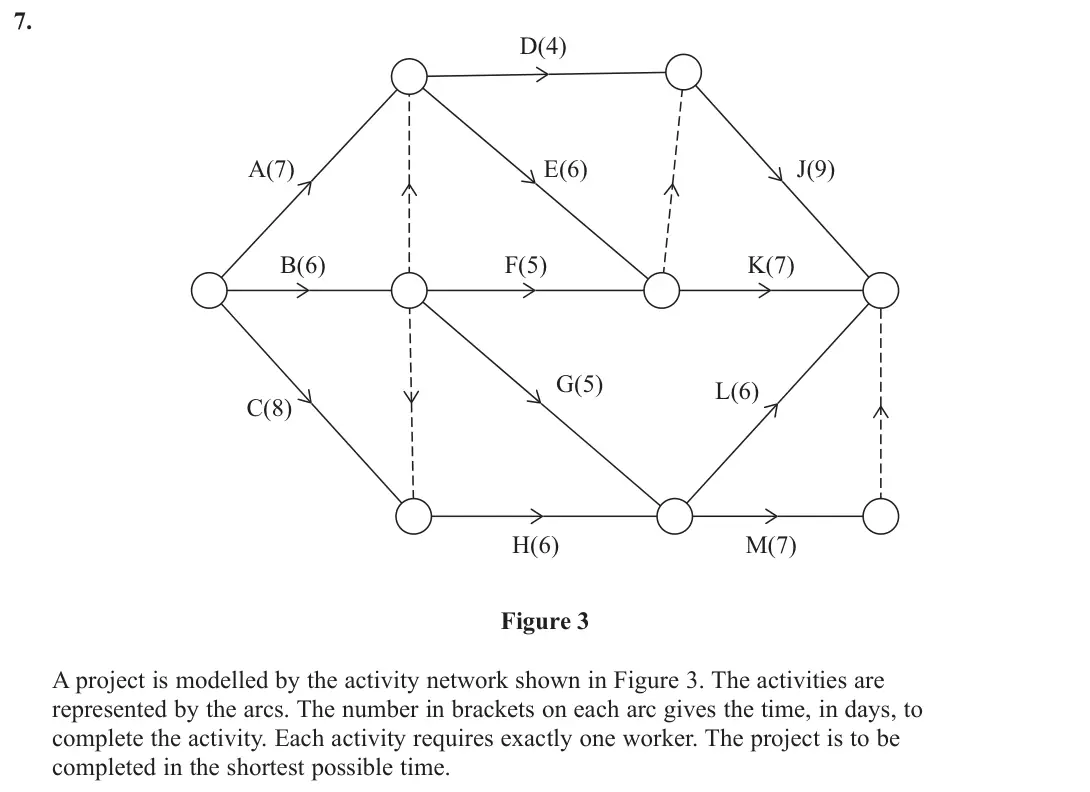 7.
D(4)
A(7)
E(6)
J(9)
B(6)
F(5)
K(7)
C(8)
G(5)
L(6)
H(6)
M(7)
Figure 3
A project is modelled by the activity network shown in Figure 3. The activities are
represented by the arcs. The number in brackets on each arc gives the time, in days, to
complete the activity. Each activity requires exactly one worker. The project is to be
completed in the shortest possible time.